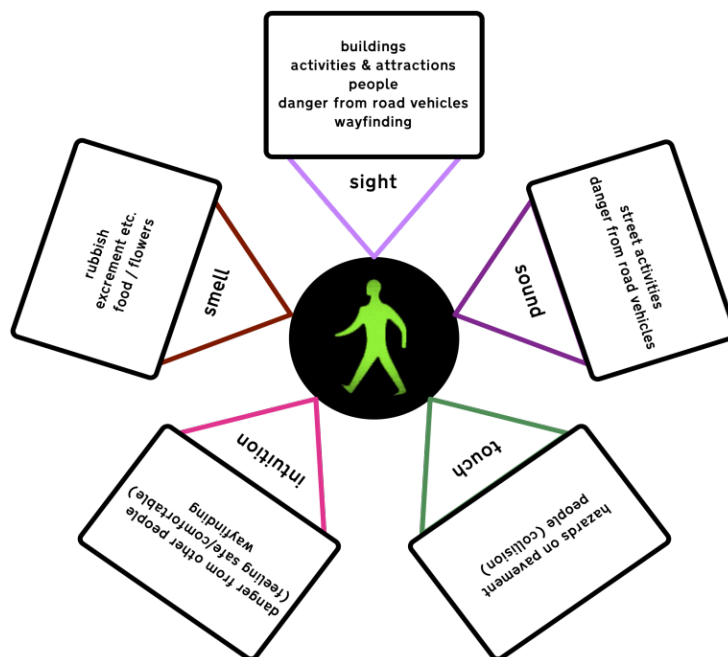 buildings
activities & attractions
people
danger from road vehicles
wayfinding
sight
street activities
danger from road vehicles
sound
hazards on pavement
people (collision)
touch
danger from other people
(feeling safe/comfortable)
wayfinding
intuition
rubbish
excrement etc.
food / flowers
smell